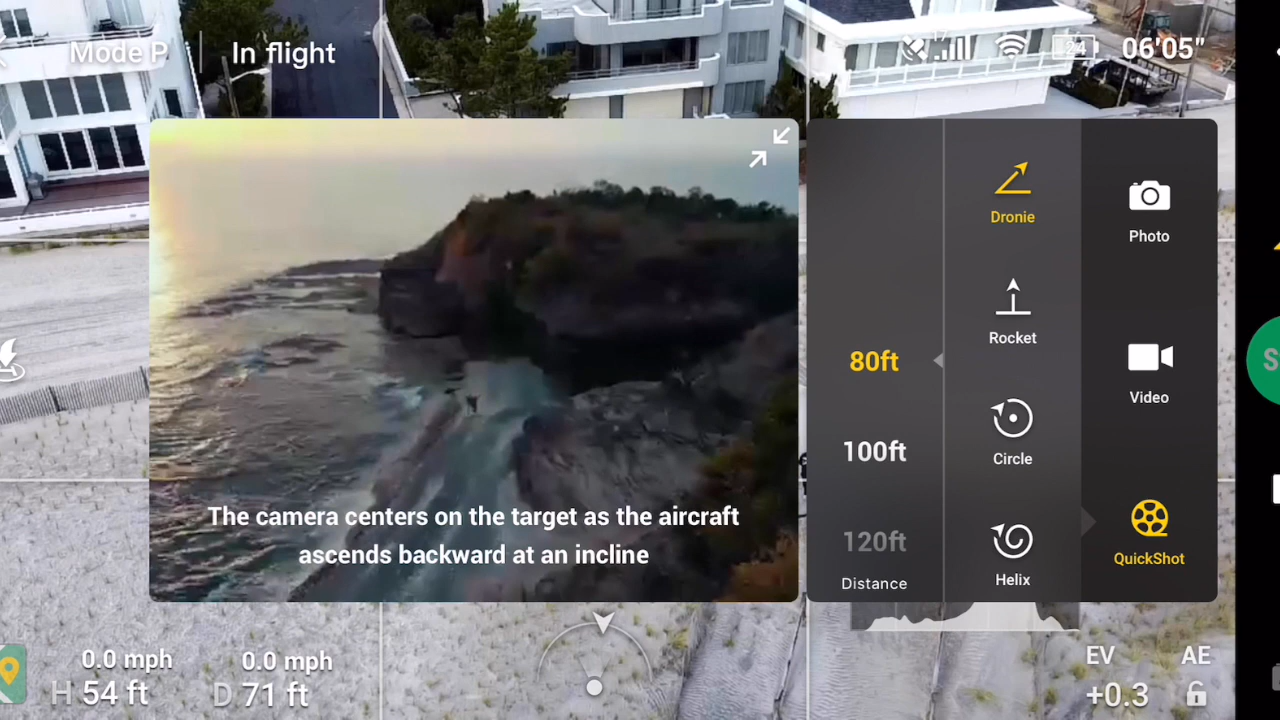 Mode P
In flight
17
24
06'05"
Dronie
Photo
Rocket
80ft
Video
100ft
Circle
120ft
The camera centers on the target as the aircraft
ascends backward at an incline
QuickShot
Distance
Helix
0.0 mph
0.0 mph
H 54 ft
D 71 ft
EV
AE
+0.3
S